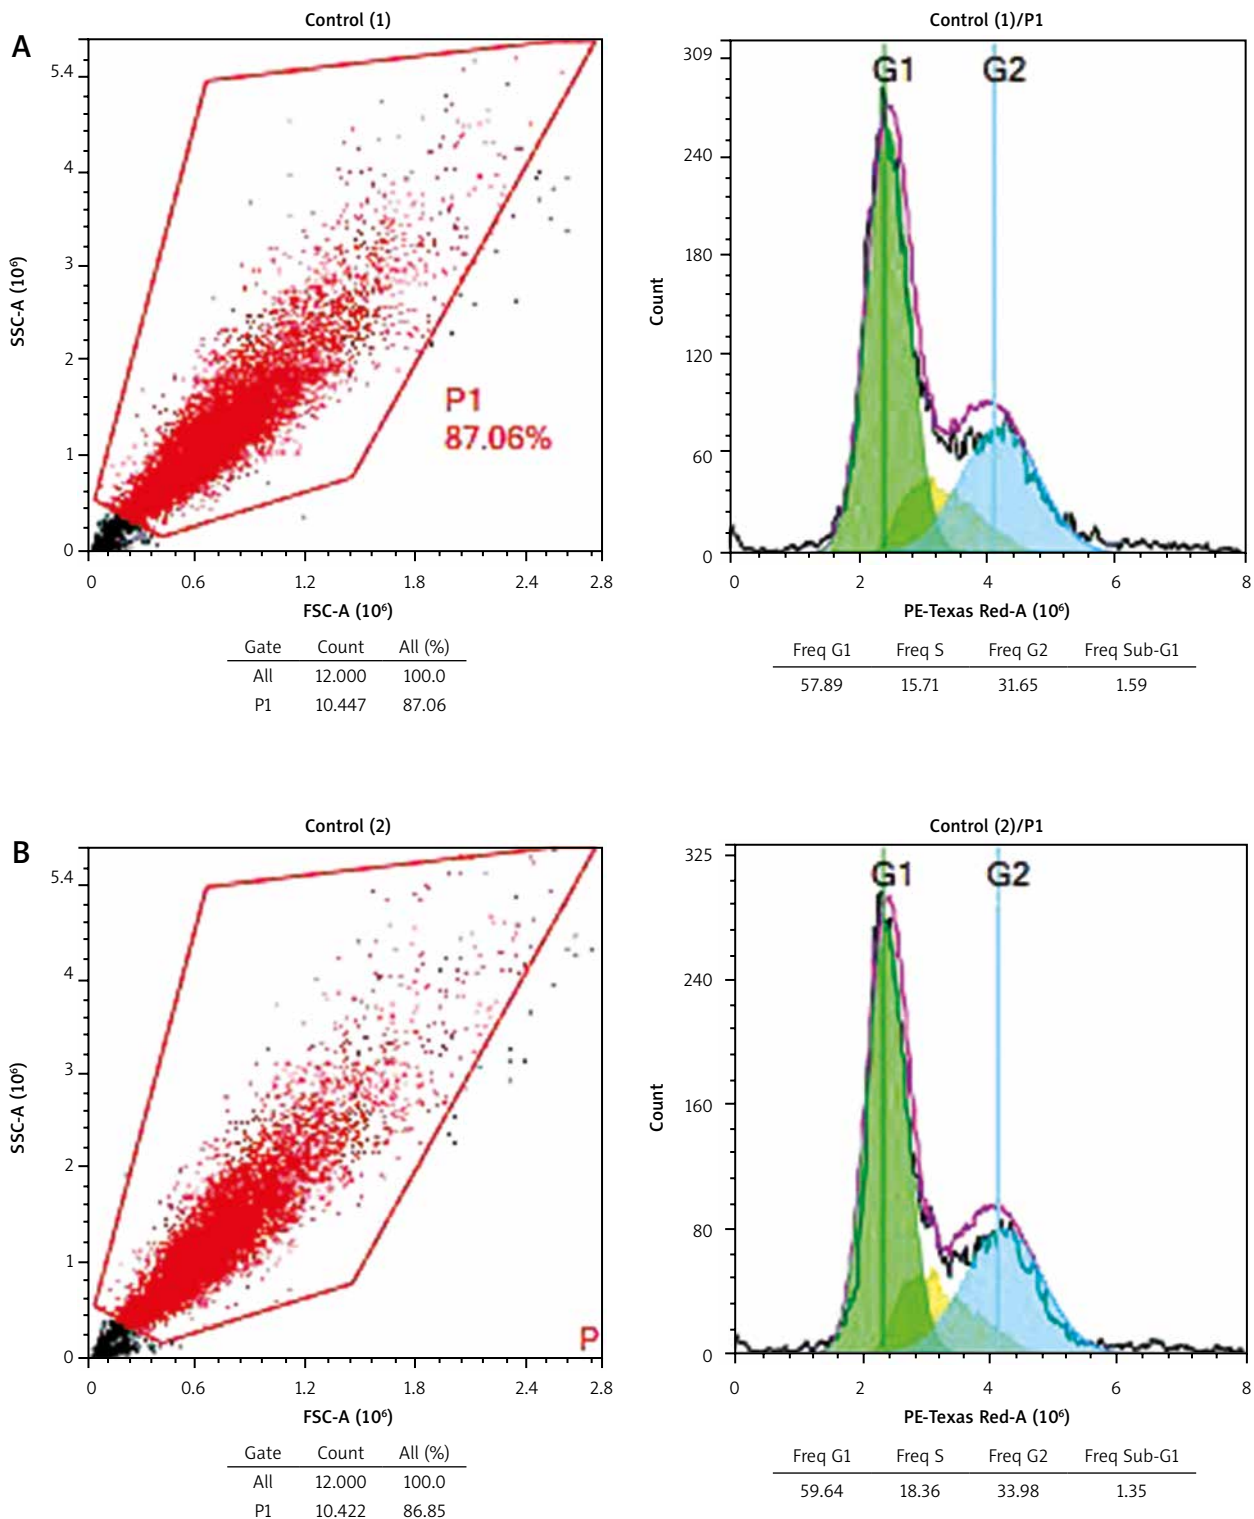 A
Control (1)
5.4
4
3
2
1
0
SSC-A (10⁶)
P1
87.06%
0 0.6 1.2 1.8 2.4 2.8
FSC-A (10⁶)
Gate Count All (%)
All 12.000 100.0
P1 10.447 87.06
Control (1)/P1
309
240
180
120
60
0
Count
G1 G2
0 2 4 6 8
PE-Texas Red-A (10⁶)
Freq G1 Freq S Freq G2 Freq Sub-G1
57.89 15.71 31.65 1.59
B
Control (2)
5.4
4
3
2
1
0
SSC-A (10⁶)
P
0 0.6 1.2 1.8 2.4 2.8
FSC-A (10⁶)
Gate Count All (%)
All 12.000 100.0
P1 10.422 86.85
Control (2)/P1
325
240
160
80
0
Count
G1 G2
0 2 4 6 8
PE-Texas Red-A (10⁶)
Freq G1 Freq S Freq G2 Freq Sub-G1
59.64 18.36 33.98 1.35